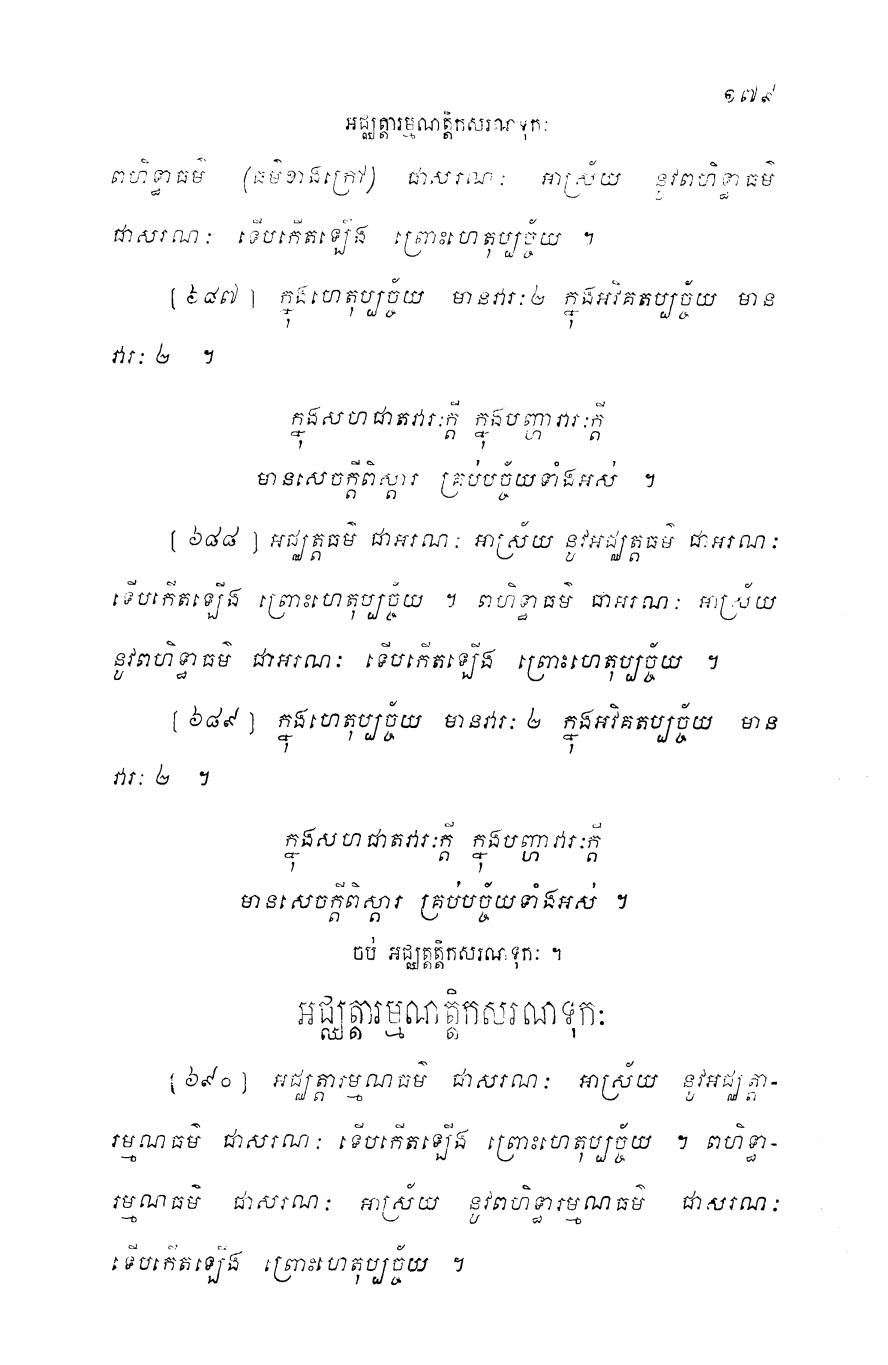 ១៧៩
អជ្ឈត្តារម្មណត្តិកសរណទុកៈ
ពហិទ្ធាធម៌ (ធម៌ខាងក្រៅ) ជាសរណៈ អាស្រ័យ នូវពហិទ្ធាធម៌
ជាសរណៈ ទើបកើតឡើង ព្រោះហេតុប្បច្ច័យ ។
[៦៨៧] ក្នុងហេតុប្បច្ច័យ មានវារៈ២ ក្នុងអវិគតប្បច្ច័យ មាន
វារៈ ២ ។
ក្នុងសហជាតវារៈក្តី ក្នុងបញ្ហាវារៈក្តី
មានសេចក្តីពិស្តារ គ្រប់បច្ច័យទាំងអស់ ។
[៦៨៨] អជ្ឈត្តធម៌ ជាអរណៈ អាស្រ័យ នូវអជ្ឈត្តធម៌ ជាអរណៈ
ទើបកើតឡើង ព្រោះហេតុប្បច្ច័យ ។ ពហិទ្ធាធម៌ ជាអរណៈ អាស្រ័យ
នូវពហិទ្ធាធម៌ ជាអរណៈ ទើបកើតឡើង ព្រោះហេតុប្បច្ច័យ ។
[៦៨៩] ក្នុងហេតុប្បច្ច័យ មានវារៈ ២ ក្នុងអវិគតប្បច្ច័យ មាន
វារៈ ២ ។
ក្នុងសហជាតវារៈក្តី ក្នុងបញ្ហាវារៈក្តី
មានសេចក្តីពិស្តារ គ្រប់បច្ច័យទាំងអស់ ។
ចប់ អជ្ឈត្តត្តិកសរណទុកៈ ។
អជ្ឈត្តារម្មណត្តិកសរណទុកៈ
[៦៩០] អជ្ឈត្តារម្មណធម៌ ជាសរណៈ អាស្រ័យ នូវអជ្ឈត្តា-
រម្មណធម៌ ជាសរណៈ ទើបកើតឡើង ព្រោះហេតុប្បច្ច័យ ។ ពហិទ្ធា-
រម្មណធម៌ ជាសរណៈ អាស្រ័យ នូវពហិទ្ធារម្មណធម៌ ជាសរណៈ
ទើបកើតឡើង ព្រោះហេតុប្បច្ច័យ ។